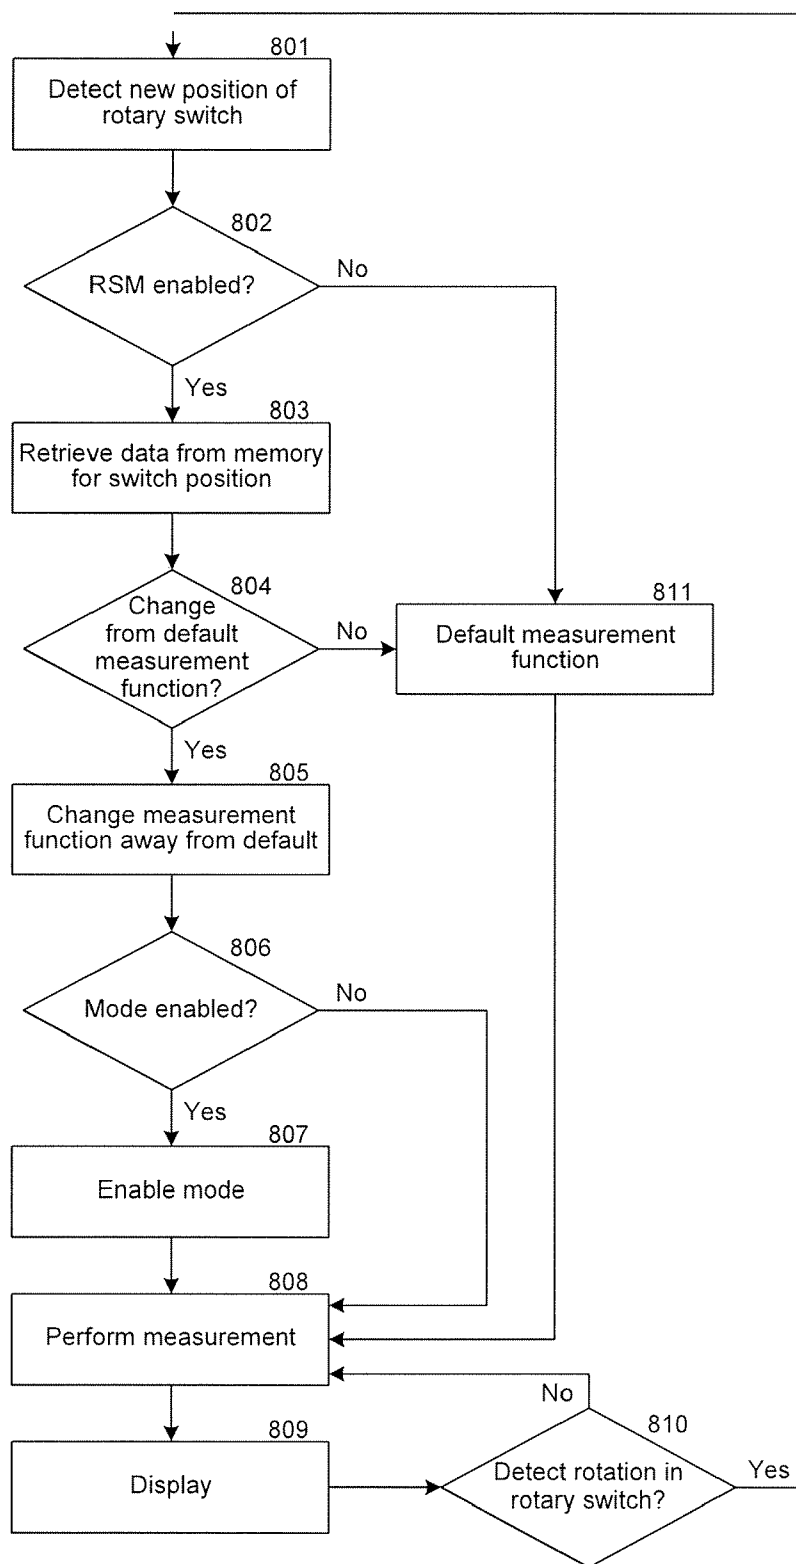 801
Detect new position of
rotary switch
802
RSM enabled?
No
Yes
803
Retrieve data from memory
for switch position
804
Change
from default
measurement
function?
No
811
Default measurement
function
Yes
805
Change measurement
function away from default
806
Mode enabled?
No
Yes
807
Enable mode
808
Perform measurement
No
809
Display
810
Detect rotation in
rotary switch?
Yes